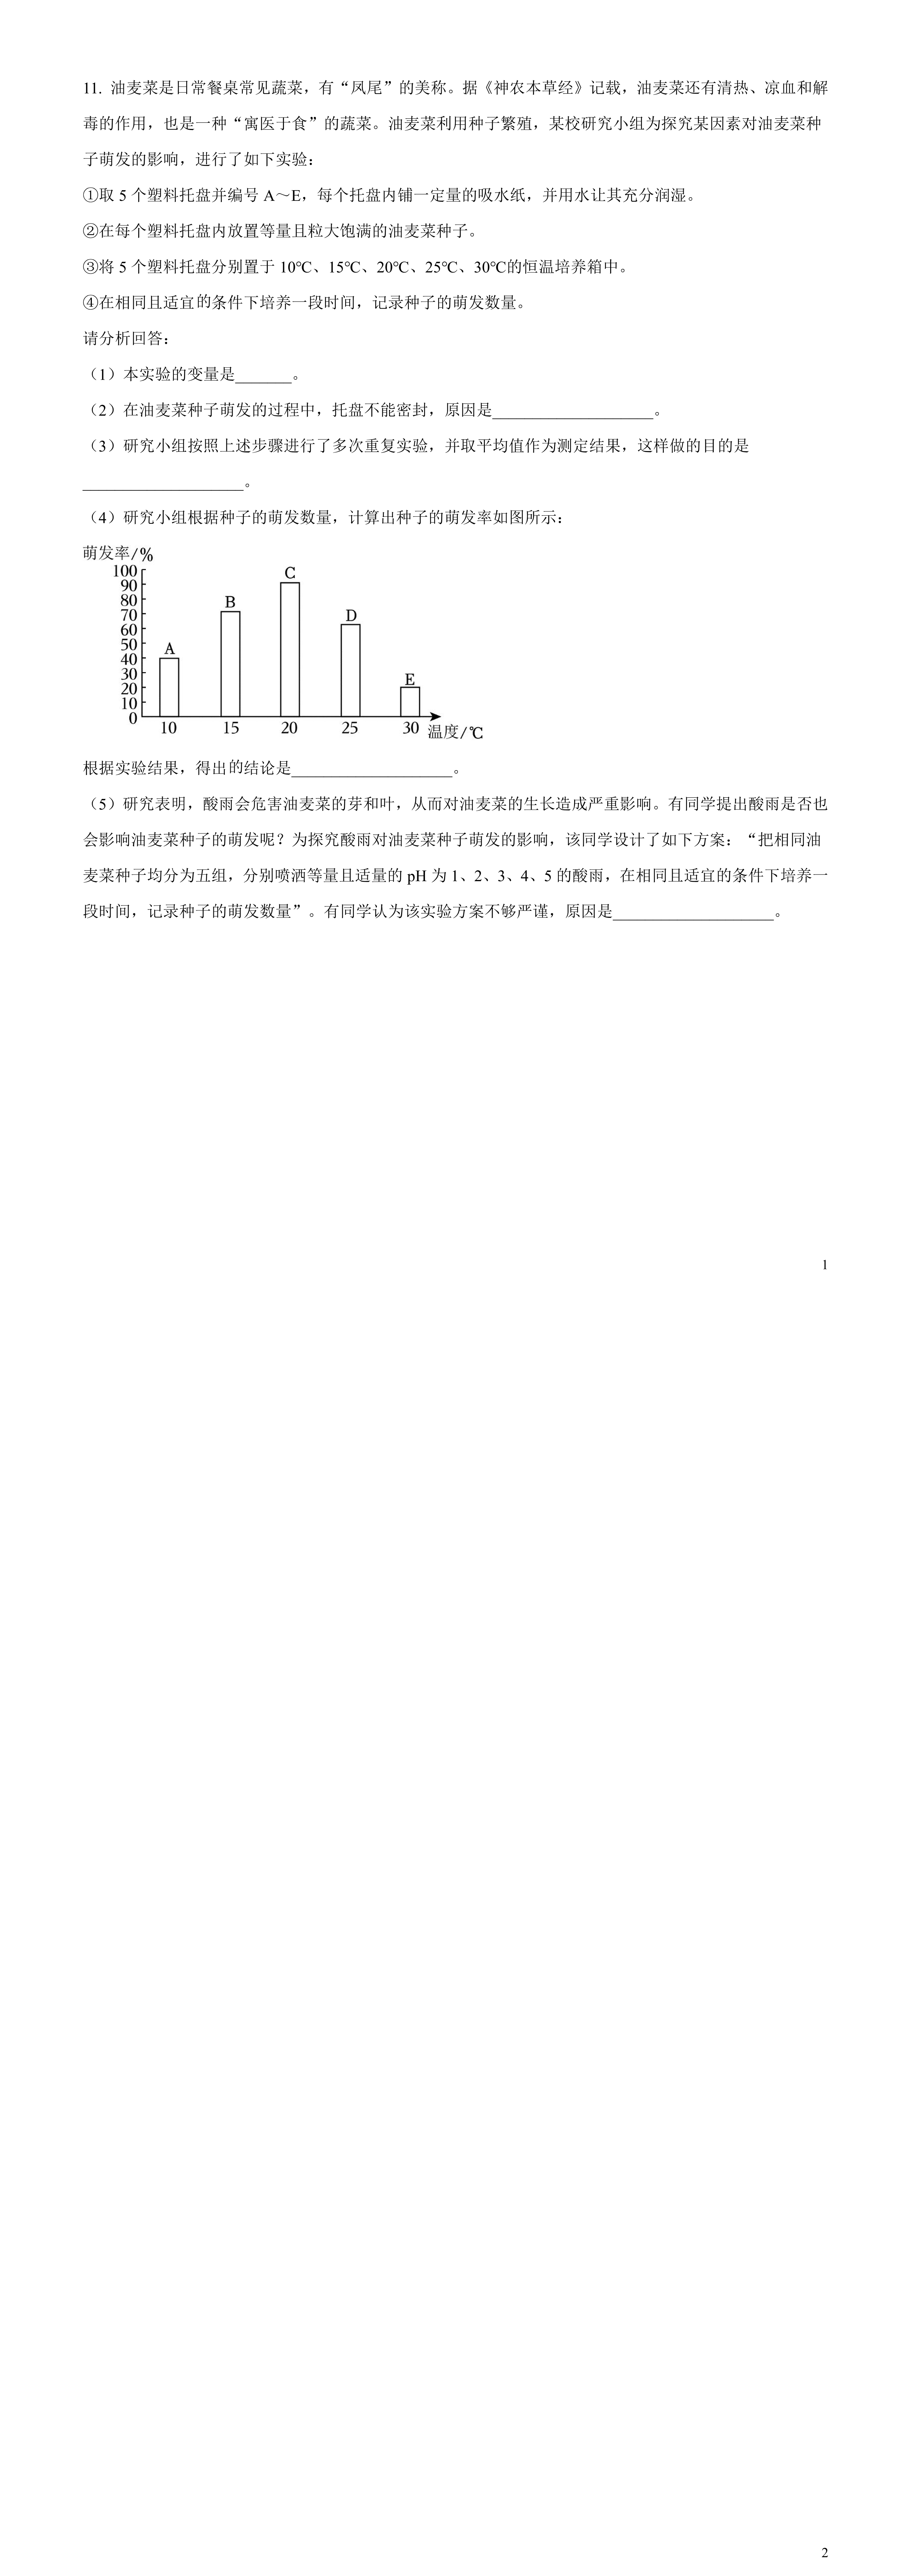 11. 油麦菜是日常餐桌常见蔬菜，有“凤尾”的美称。据《神农本草经》记载，油麦菜还有清热、凉血和解
毒的作用，也是一种“寓医于食”的蔬菜。油麦菜利用种子繁殖，某校研究小组为探究某因素对油麦菜种
子萌发的影响，进行了如下实验：
①取 5 个塑料托盘并编号 A～E，每个托盘内铺一定量的吸水纸，并用水让其充分润湿。
②在每个塑料托盘内放置等量且粒大饱满的油麦菜种子。
③将 5 个塑料托盘分别置于 10℃、15℃、20℃、25℃、30℃的恒温培养箱中。
④在相同且适宜的条件下培养一段时间，记录种子的萌发数量。
请分析回答：
（1）本实验的变量是_______。
（2）在油麦菜种子萌发的过程中，托盘不能密封，原因是____________________。
（3）研究小组按照上述步骤进行了多次重复实验，并取平均值作为测定结果，这样做的目的是
____________________。
（4）研究小组根据种子的萌发数量，计算出种子的萌发率如图所示：
萌发率/%
100
90
80
70
60
50
40
30
20
10
0
A
B
C
D
E
10 15 20 25 30 温度/℃
根据实验结果，得出的结论是____________________。
（5）研究表明，酸雨会危害油麦菜的芽和叶，从而对油麦菜的生长造成严重影响。有同学提出酸雨是否也
会影响油麦菜种子的萌发呢？为探究酸雨对油麦菜种子萌发的影响，该同学设计了如下方案：“把相同油
麦菜种子均分为五组，分别喷洒等量且适量的 pH 为 1、2、3、4、5 的酸雨，在相同且适宜的条件下培养一
段时间，记录种子的萌发数量”。有同学认为该实验方案不够严谨，原因是____________________。
1
2